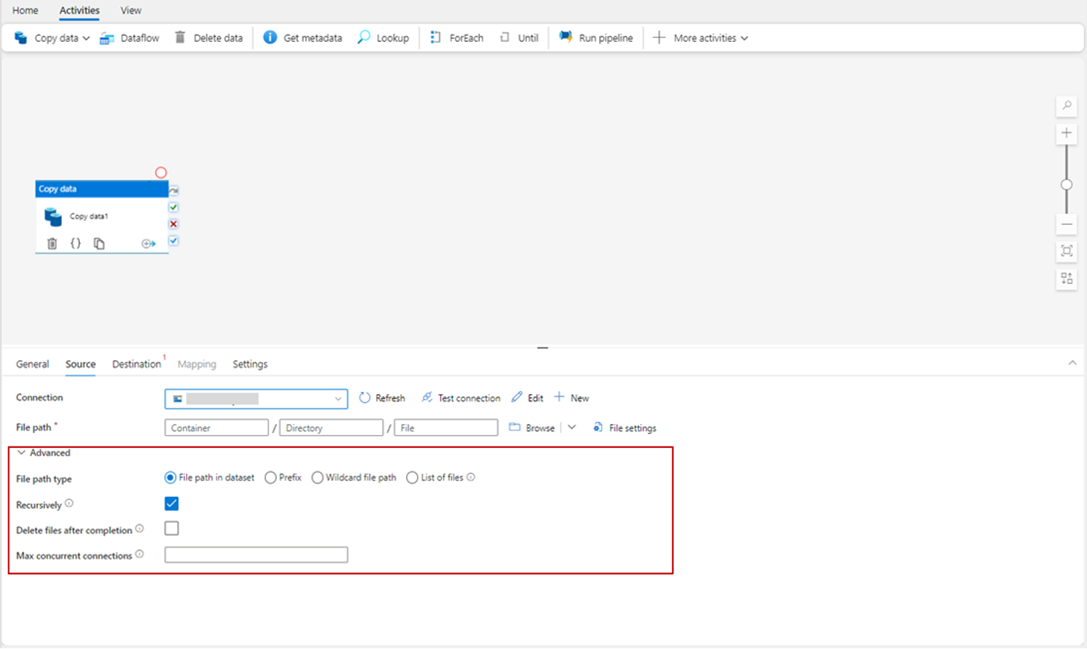 Home Activities View
Copy data Dataflow Delete data Get metadata Lookup ForEach Until Run pipeline More activities
Copy data
Copy data1
{}
General Source Destination 1 Mapping Settings
Connection Refresh Test connection Edit New
File path * Container / Directory / File Browse File settings
Advanced
File path type File path in dataset Prefix Wildcard file path List of files
Recursively
Delete files after completion
Max concurrent connections